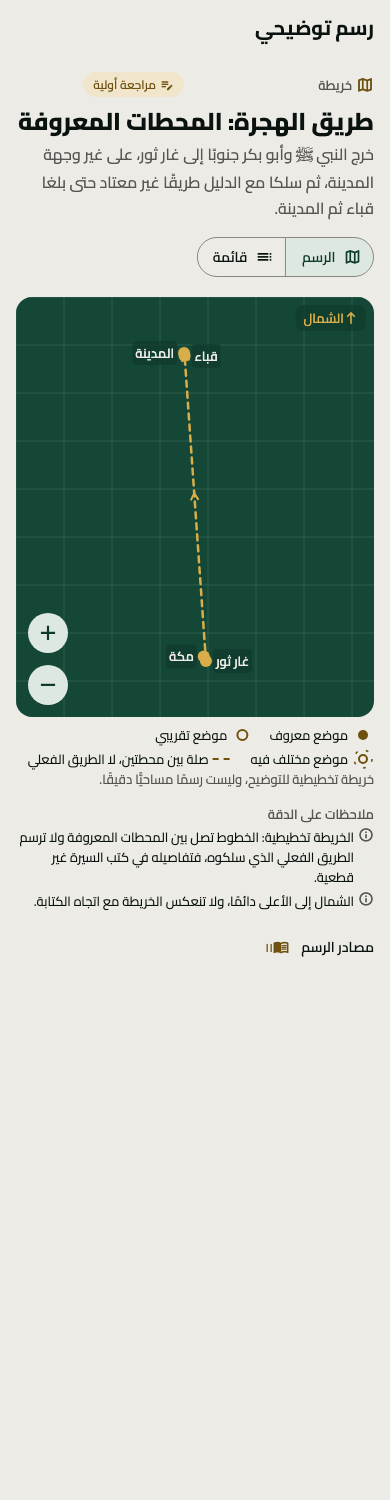 رسم توضيحي
خريطة
مراجعة أولية
طريق الهجرة: المحطات المعروفة
خرج النبي ﷺ وأبو بكر جنوبًا إلى غار ثور، على غير وجهة
المدينة، ثم سلكا مع الدليل طريقًا غير معتاد حتى بلغا
قباء ثم المدينة.
الرسم
قائمة
الشمال
قباء
المدينة
مكة
غار ثور
موضع معروف
موضع تقريبي
موضع مختلف فيه
صلة بين محطتين، لا الطريق الفعلي
خريطة تخطيطية للتوضيح، وليست رسمًا مساحيًّا دقيقًا.
ملاحظات على الدقة
الخريطة تخطيطية: الخطوط تصل بين المحطات المعروفة ولا ترسم
الطريق الفعلي الذي سلكوه، فتفاصيله في كتب السيرة غير
قطعية.
الشمال إلى الأعلى دائمًا، ولا تنعكس الخريطة مع اتجاه الكتابة.
مصادر الرسم